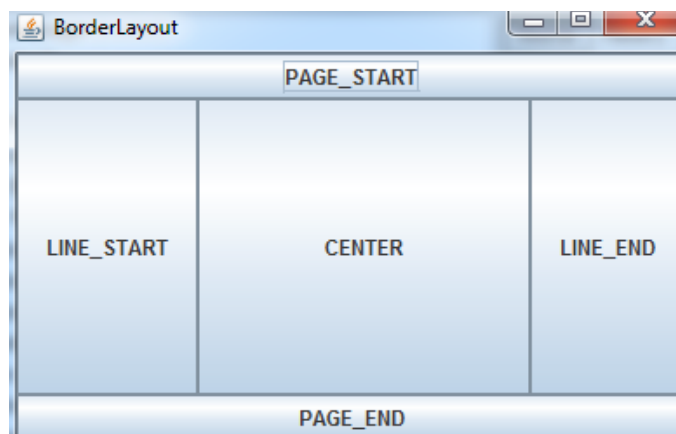 BorderLayout
PAGE_START
LINE_START CENTER LINE_END
PAGE_END